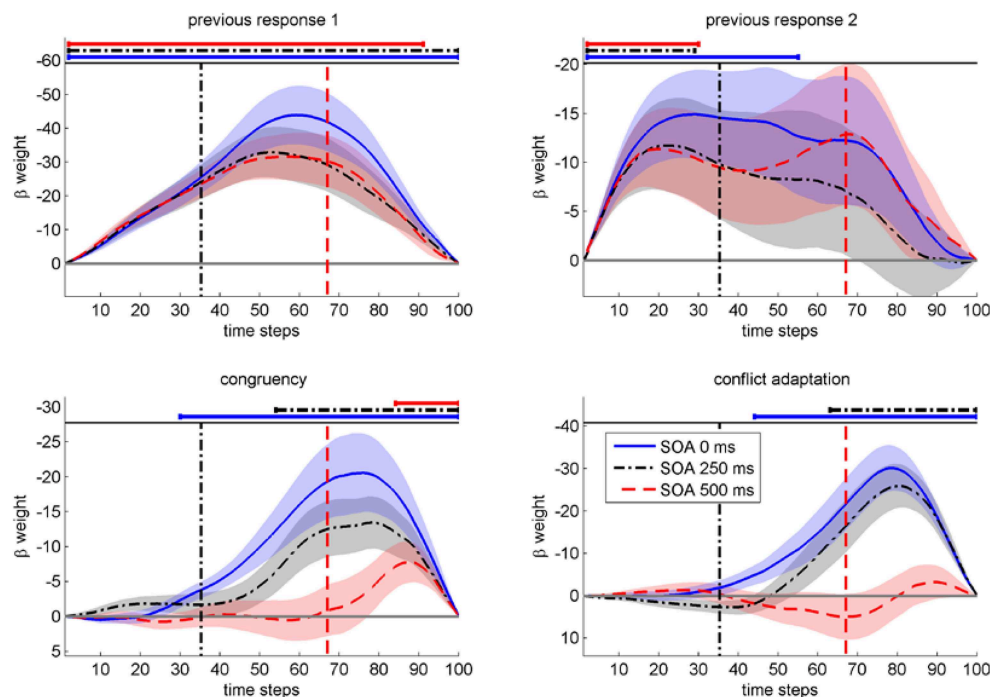 previous response 1
-60
-50
-40
-30
-20
-10
0
β weight
10 20 30 40 50 60 70 80 90 100
time steps
previous response 2
-20
-15
-10
-5
0
β weight
10 20 30 40 50 60 70 80 90 100
time steps
congruency
-30
-25
-20
-15
-10
-5
0
5
β weight
10 20 30 40 50 60 70 80 90 100
time steps
conflict adaptation
-40
-30
-20
-10
0
10
β weight
SOA 0 ms
SOA 250 ms
SOA 500 ms
10 20 30 40 50 60 70 80 90 100
time steps